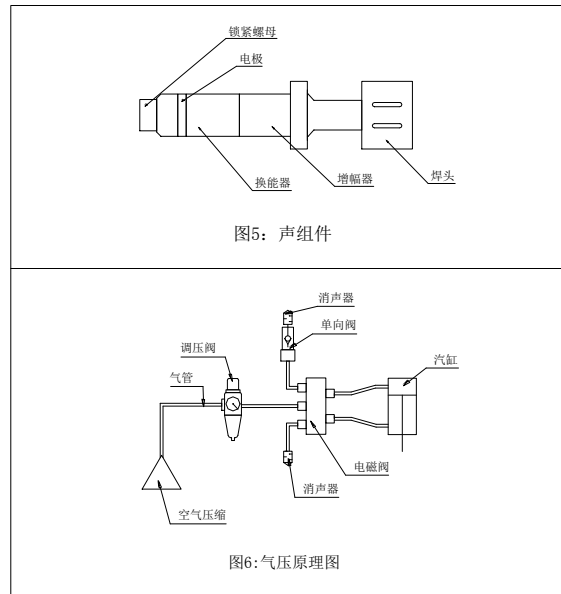 锁紧螺母
电极
换能器
增幅器
焊头
图5: 声组件
消声器
单向阀
调压阀
汽缸
气管
电磁阀
消声器
空气压缩
图6:气压原理图